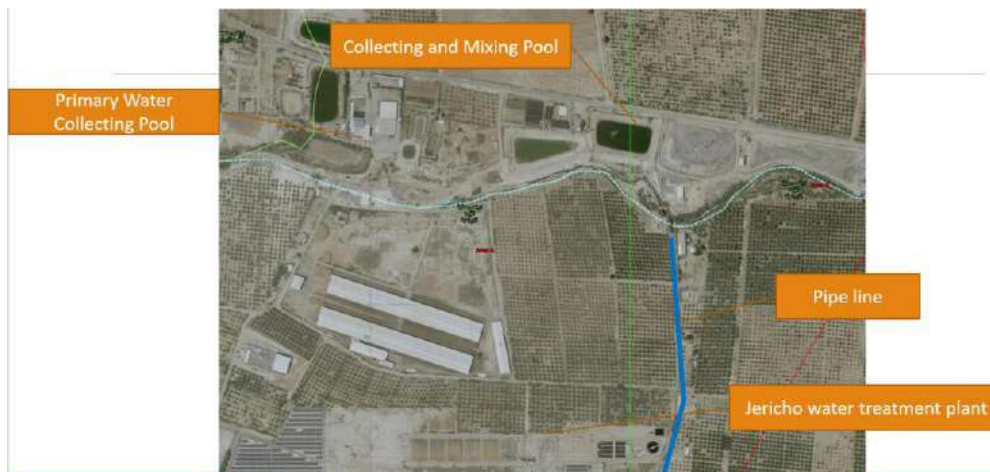 Collecting and Mixing Pool
Primary Water
Collecting Pool
Pipe line
Jericho water treatment plant